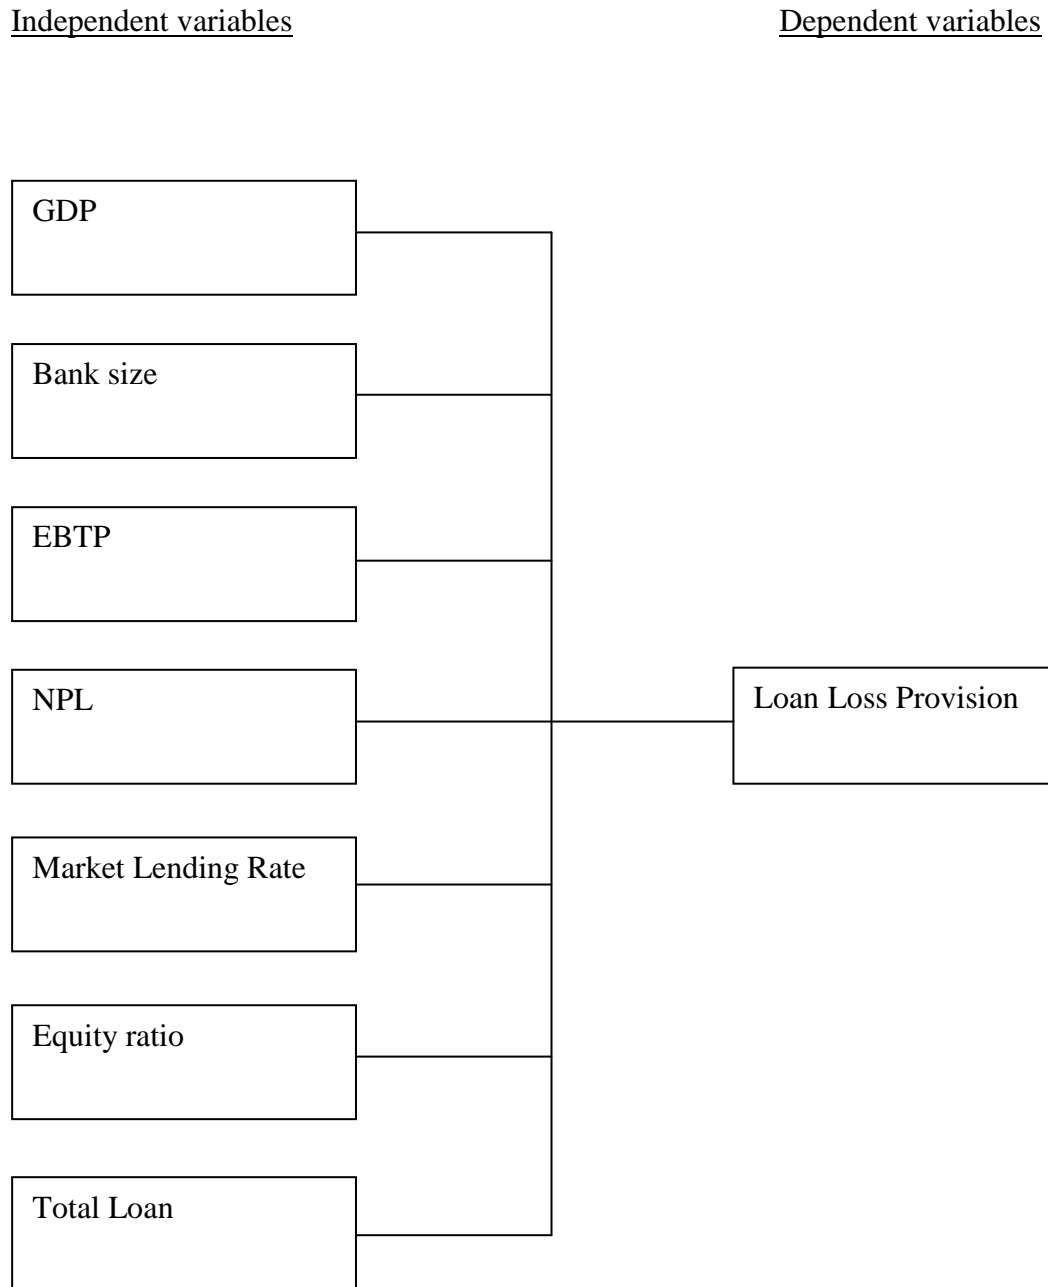 Independent variables
Dependent variables
GDP
Bank size
EBTP
NPL
Loan Loss Provision
Market Lending Rate
Equity ratio
Total Loan